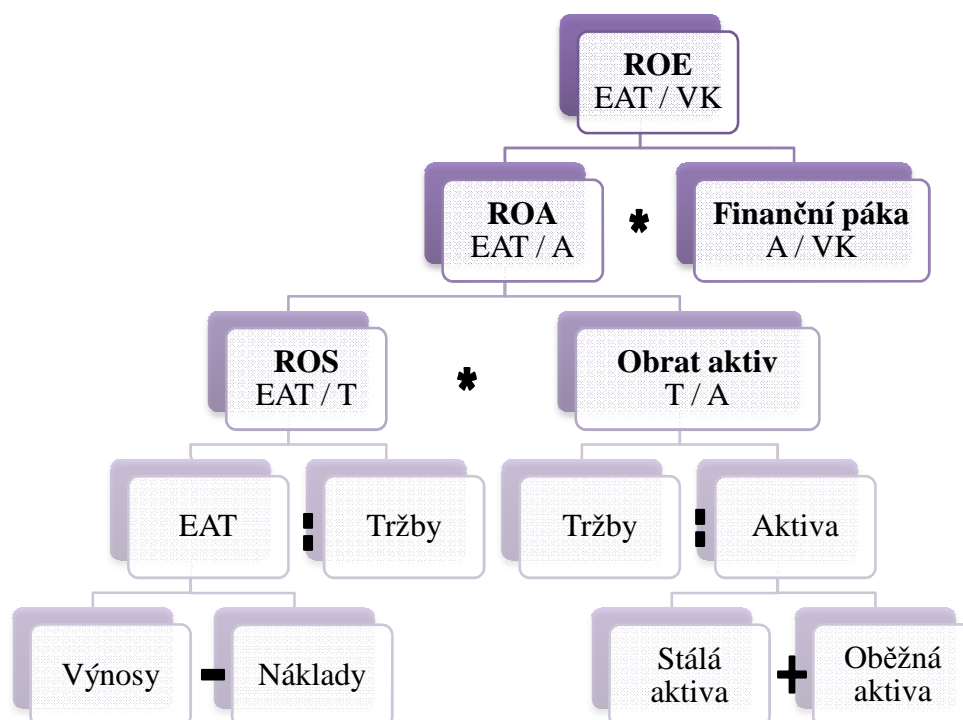 ROE
EAT / VK
ROA
EAT / A
*
Finanční páka
A / VK
ROS
EAT / T
*
Obrat aktiv
T / A
EAT
:
Tržby
Tržby
:
Aktiva
Výnosy
-
Náklady
Stálá
aktiva
+
Oběžná
aktiva